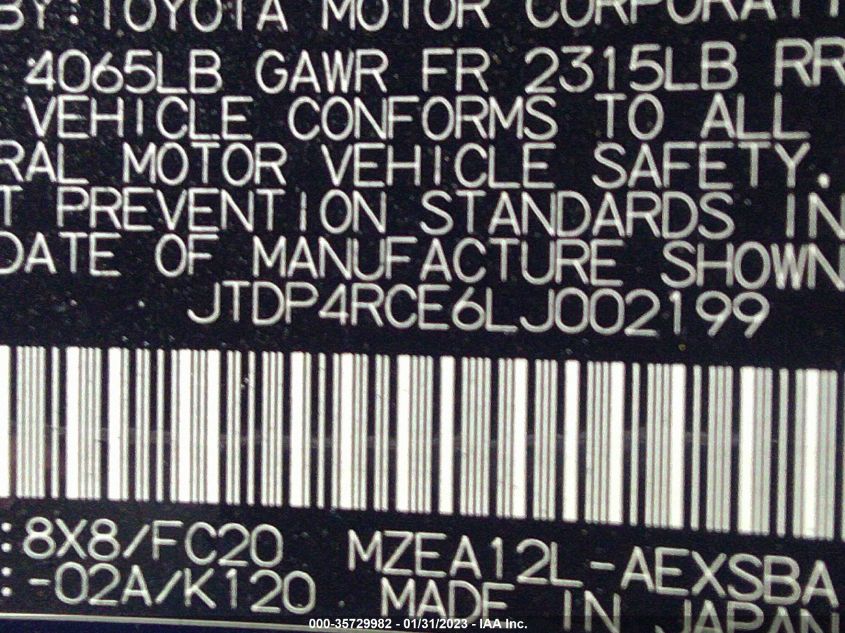 BY: TOYOTA MOTOR CORPORATI
4065LB GAWR FR 2315LB RR
VEHICLE CONFORMS TO ALL
RAL MOTOR VEHICLE SAFETY,
T PREVENTION STANDARDS IN
DATE OF MANUFACTURE SHOWN
JTDP4RCE6LJ002199
: 8X8/FC20 MZEA12L-AEXSBA
: -02A/K120 MADE IN JAPAN
000-35729982 - 01/31/2023 - IAA Inc.